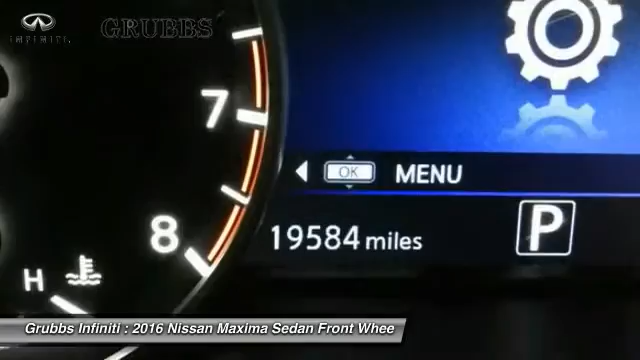 INFINITI.
GRUBBS
7
OK MENU
8
19584 miles
P
H
Grubbs Infiniti : 2016 Nissan Maxima Sedan Front Whee